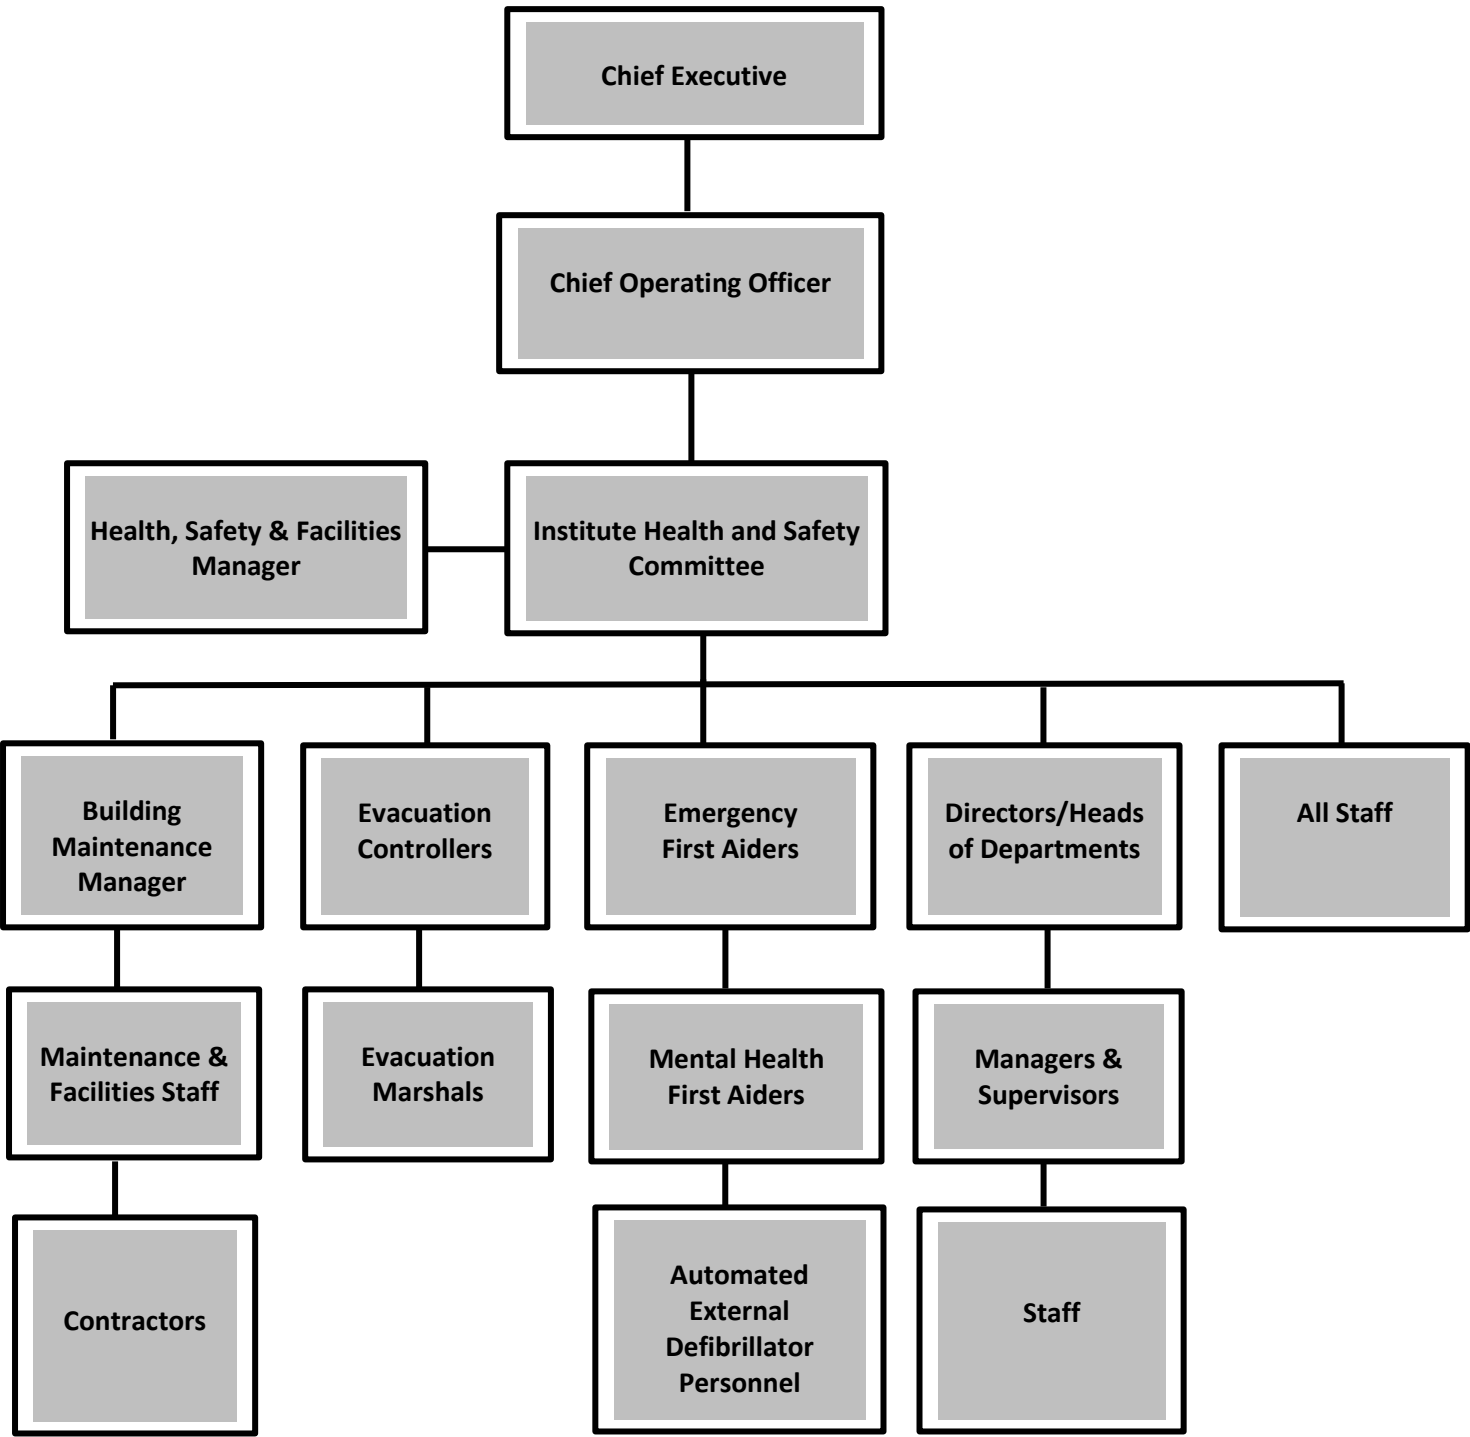 Chief Executive
Chief Operating Officer
Health, Safety & Facilities
Manager
Institute Health and Safety
Committee
Building
Maintenance
Manager
Evacuation
Controllers
Emergency
First Aiders
Directors/Heads
of Departments
All Staff
Maintenance &
Facilities Staff
Evacuation
Marshals
Mental Health
First Aiders
Managers &
Supervisors
Contractors
Automated
External
Defibrillator
Personnel
Staff